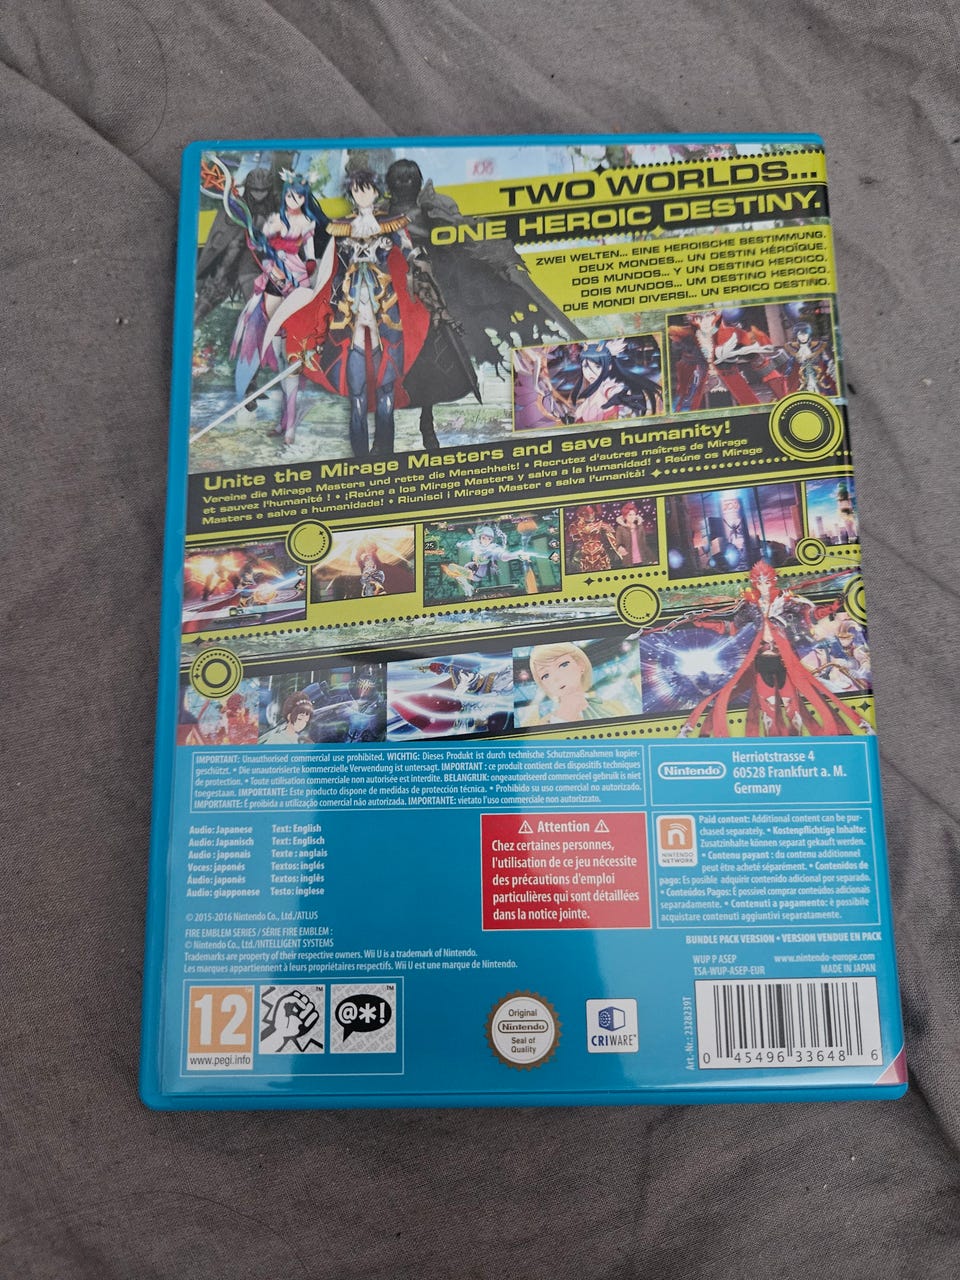 TWO WORLDS...
ONE HEROIC DESTINY.
ZWEI WELTEN... EINE HEROISCHE BESTIMMUNG.
DEUX MONDES... UN DESTIN HÉROÏQUE.
DOS MUNDOS... Y UN DESTINO HEROICO.
DOIS MUNDOS... UM DESTINO HEROICO.
DUE MONDI DIVERSI... UN EROICO DESTINO.
Unite the Mirage Masters and save humanity!
Vereine die Mirage Masters und rette die Menschheit! • Recrutez d'autres maîtres de Mirage
et sauvez l'humanité ! • ¡Reúne a los Mirage Masters y salva a la humanidad! • Reúne os Mirage
Masters e salva a humanidade! • Riunisci i Mirage Master e salva l'umanità!
IMPORTANT: Unauthorised commercial use prohibited. WICHTIG: Dieses Produkt ist durch technische Schutzmaßnahmen kopier-
geschützt. • Die unautorisierte kommerzielle Verwendung ist untersagt. IMPORTANT : ce produit contient des dispositifs techniques
de protection. • Toute utilisation commerciale non autorisée est interdite. BELANGRIJK: ongeautoriseerd commercieel gebruik is niet
toegestaan. IMPORTANTE: Este producto dispone de medidas de protección técnica. • Prohibido su uso comercial no autorizado.
IMPORTANTE: É proibida a utilização comercial não autorizada. IMPORTANTE: vietato l'uso commerciale non autorizzato.
Nintendo®
Herriotstrasse 4
60528 Frankfurt a. M.
Germany
Audio: Japanese Text: English
Audio: Japanisch Text: Englisch
Audio : japonais Texte : anglais
Voces: japonés Textos: inglés
Áudio: japonês Textos: inglês
Audio: giapponese Testo: inglese
⚠ Attention ⚠
Chez certaines personnes,
l'utilisation de ce jeu nécessite
des précautions d'emploi
particulières qui sont détaillées
dans la notice jointe.
NINTENDO
NETWORK™
Paid content: Additional content can be pur-
chased separately. • Kostenpflichtige Inhalte:
Zusatzinhalte können separat gekauft werden.
• Contenu payant : du contenu additionnel
peut être acheté séparément. • Contenidos de
pago: Es posible adquirir contenido adicional por separado.
• Conteúdos Pagos: É possível comprar conteúdos adicionais
separadamente. • Contenuti a pagamento: è possibile
acquistare contenuti aggiuntivi separatamente.
© 2015-2016 Nintendo Co., Ltd./ATLUS
FIRE EMBLEM SERIES / SÉRIE FIRE EMBLEM :
© Nintendo Co., Ltd./INTELLIGENT SYSTEMS
Trademarks are property of their respective owners. Wii U is a trademark of Nintendo.
Les marques appartiennent à leurs propriétaires respectifs. Wii U est une marque de Nintendo.
BUNDLE PACK VERSION • VERSION VENDUE EN PACK
WUP P ASEP www.nintendo-europe.com
TSA-WUP-ASEP-EUR MADE IN JAPAN
12
www.pegi.info
@*!
Original
Nintendo®
Seal of
Quality
CRIWARE™
Art.-Nr.: 2328239T
0 45496 33648 6